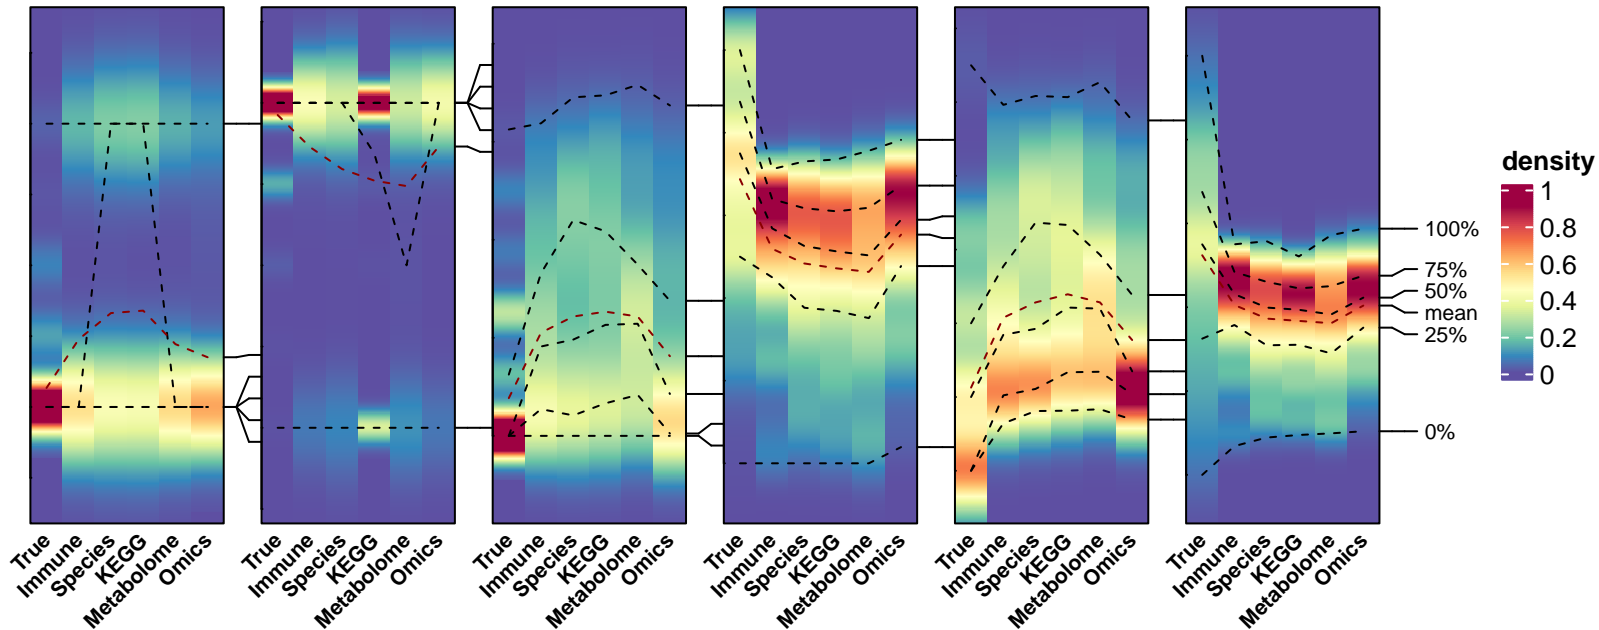 density
1
0.8
0.6
0.4
0.2
0
100%
75%
50%
mean
25%
0%
True
Immune
Species
KEGG
Metabolome
Omics
True
Immune
Species
KEGG
Metabolome
Omics
True
Immune
Species
KEGG
Metabolome
Omics
True
Immune
Species
KEGG
Metabolome
Omics
True
Immune
Species
KEGG
Metabolome
Omics
True
Immune
Species
KEGG
Metabolome
Omics